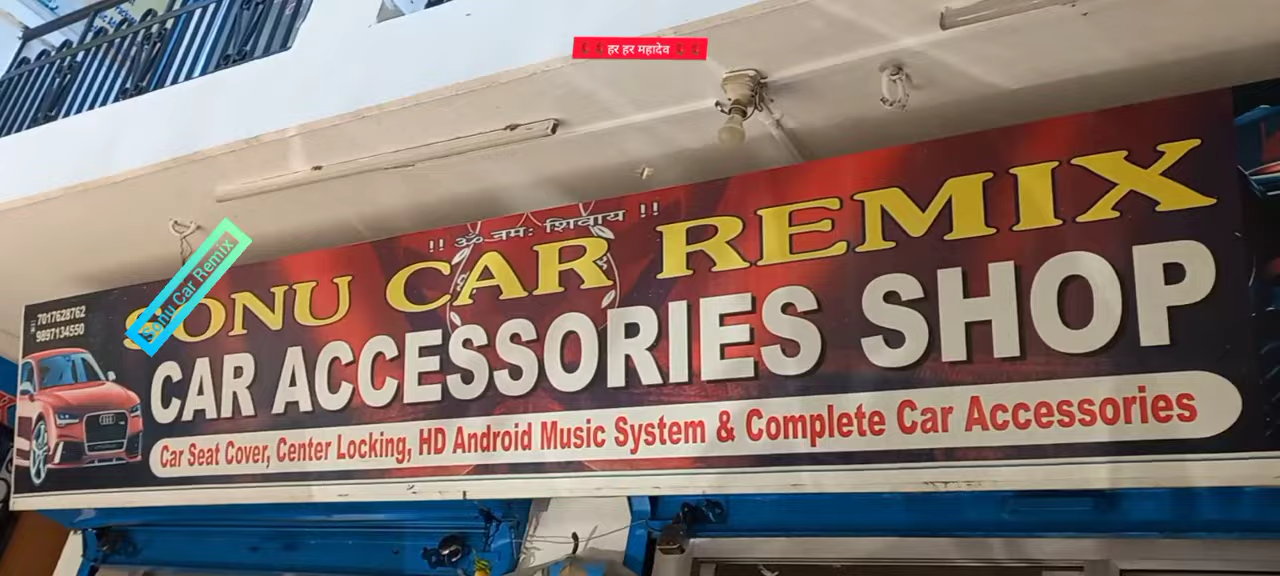 हर हर महादेव
!! ॐ नमः शिवाय !!
SONU CAR REMIX
Sonu Car Remix
7017628762
9897134550
CAR ACCESSORIES SHOP
Car Seat Cover, Center Locking, HD Android Music System & Complete Car Accessories